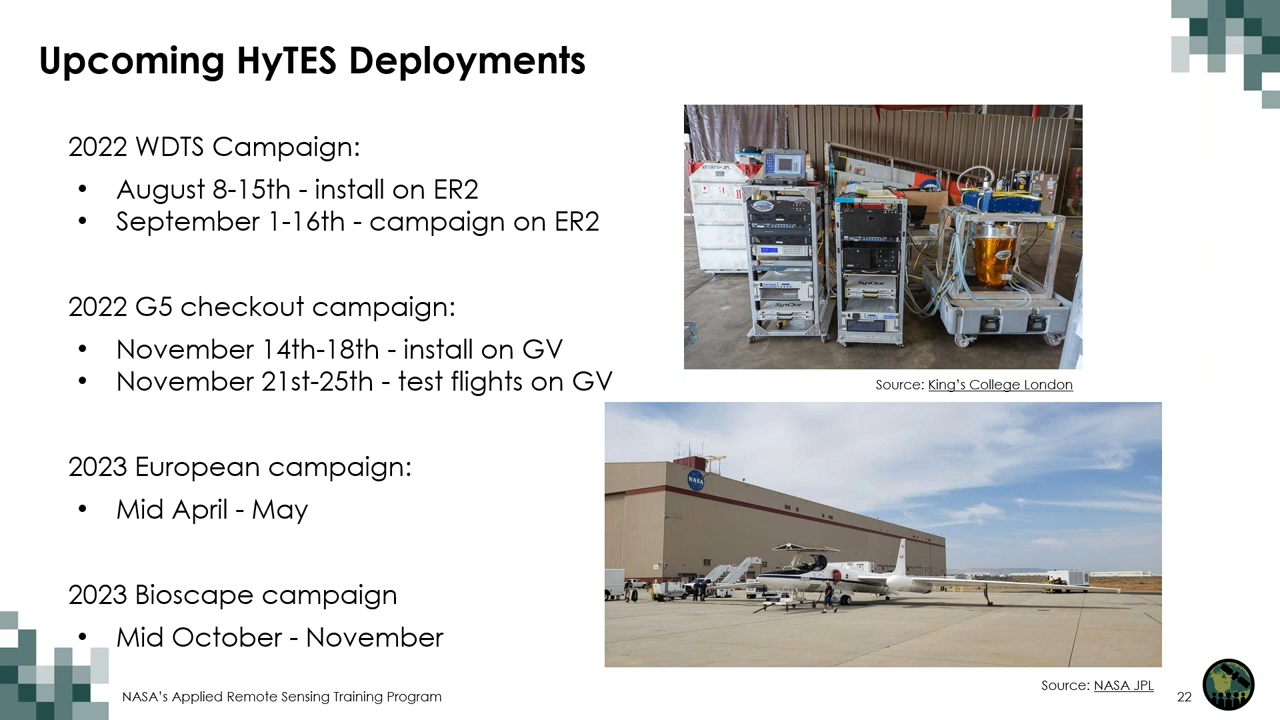 Upcoming HyTES Deployments
2022 WDTS Campaign:
• August 8-15th - install on ER2
• September 1-16th - campaign on ER2
2022 G5 checkout campaign:
• November 14th-18th - install on GV
• November 21st-25th - test flights on GV
2023 European campaign:
• Mid April - May
2023 Bioscape campaign
• Mid October - November
Source: King's College London
NASA
Source: NASA JPL
NASA's Applied Remote Sensing Training Program
22